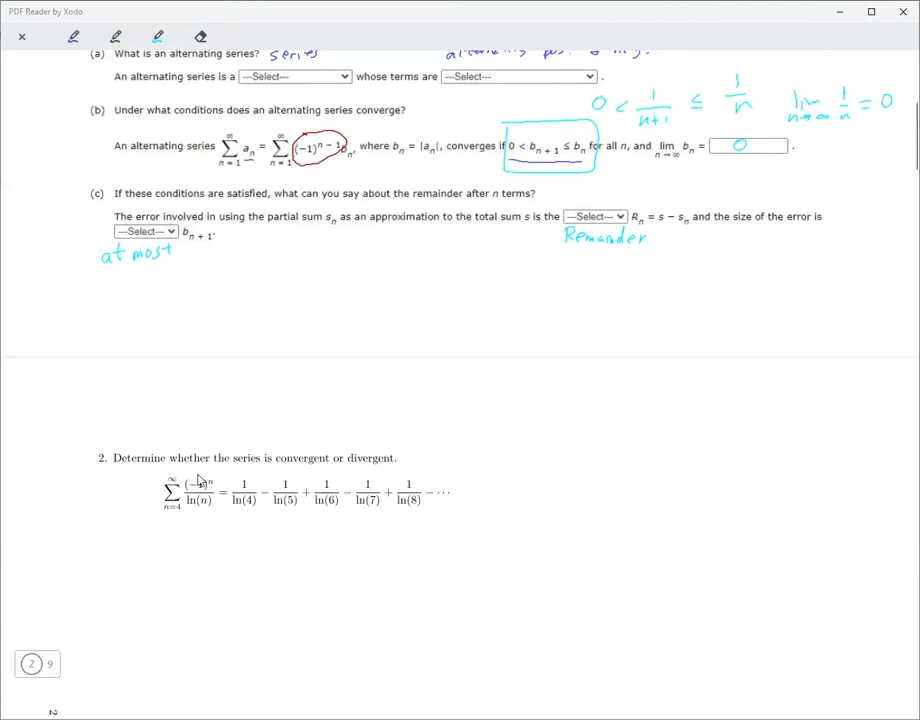 PDF Reader by Xodo
(a) What is an alternating series? series
An alternating series is a ---Select--- whose terms are ---Select--- .
0 < 1/(n+1) ≤ 1/n lim n→∞ 1/n = 0
(b) Under what conditions does an alternating series converge?
An alternating series ∑ n = 1 ∞ a_n = ∑ n = 1 ∞ (−1)^(n − 1) b_n, where b_n = |a_n|, converges if 0 < b_(n + 1) ≤ b_n for all n, and lim n→∞ b_n = 0 .
(c) If these conditions are satisfied, what can you say about the remainder after n terms?
The error involved in using the partial sum s_n as an approximation to the total sum s is the ---Select--- R_n = s − s_n and the size of the error is
---Select--- b_(n + 1).
Remainder
at most
2. Determine whether the series is convergent or divergent.
∑ n=4 ∞ (−1)^n/ln(n) = 1/ln(4) − 1/ln(5) + 1/ln(6) − 1/ln(7) + 1/ln(8) − ⋯
2 9